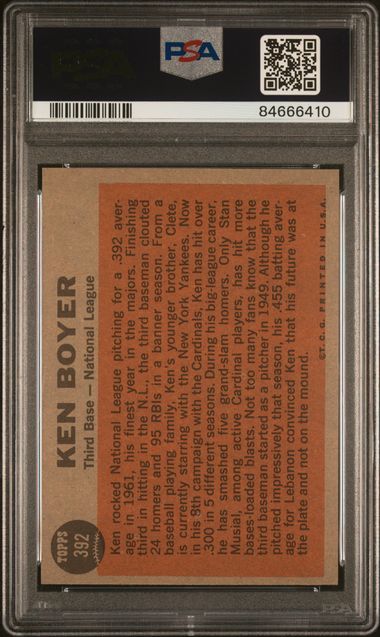 PSA
PSA
84666410
TOPPS
392
KEN BOYER
Third Base — National League
Ken rocked National League pitching for a .392 aver-
age in 1961, his finest year in the majors. Finishing
third in hitting in the N.L., the third baseman clouted
24 homers and 95 RBIs in a banner season. From a
baseball playing family, Ken's younger brother, Clete,
is currently starring with the New York Yankees. Now
in his 8th campaign with the Cardinals, Ken has hit over
.300 in 5 different seasons. During his big-league career,
he has smashed five grand-slam homers. Only Stan
Musial, among active Cardinal players, has hit more
bases-loaded blasts. Not too many fans know that the
third baseman started as a pitcher in 1949. Although he
pitched impressively that season, his .455 batting aver-
age for Lebanon convinced Ken that his future was at
the plate and not on the mound.
©T.C.G. PRINTED IN U.S.A.